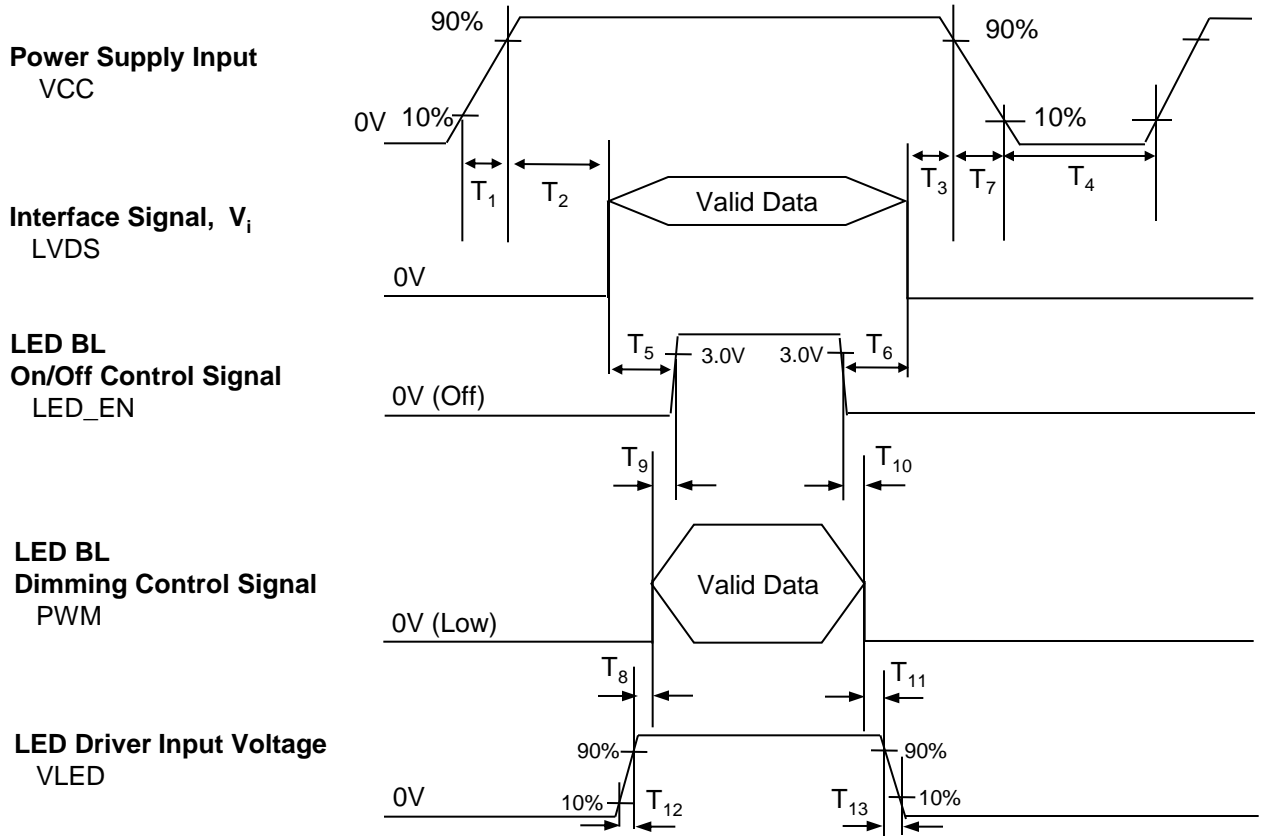 Power Supply Input
VCC
0V
10%
90%
90%
10%
T1
T2
T3
T7
T4
Interface Signal, Vi
LVDS
Valid Data
0V
LED BL
On/Off Control Signal
LED_EN
T5
3.0V
3.0V
T6
0V (Off)
T9
T10
LED BL
Dimming Control Signal
PWM
Valid Data
0V (Low)
T8
T11
LED Driver Input Voltage
VLED
90%
90%
0V
10%
T12
T13
10%